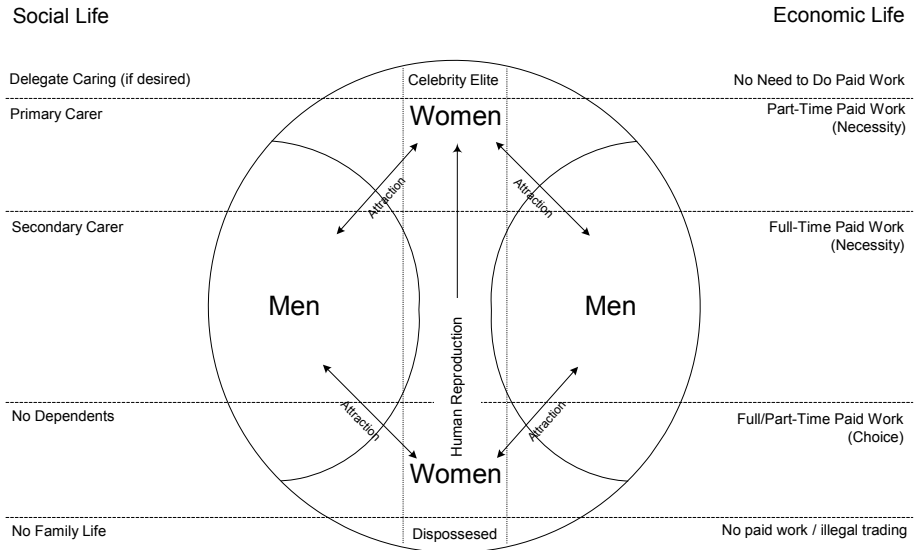 Social Life
Economic Life
Delegate Caring (if desired)
Celebrity Elite
No Need to Do Paid Work
Primary Carer
Women
Part-Time Paid Work
(Necessity)
Attraction
Attraction
Secondary Carer
Full-Time Paid Work
(Necessity)
Men
Men
Human Reproduction
No Dependents
Attraction
Attraction
Full/Part-Time Paid Work
(Choice)
Women
No Family Life
Dispossesed
No paid work / illegal trading